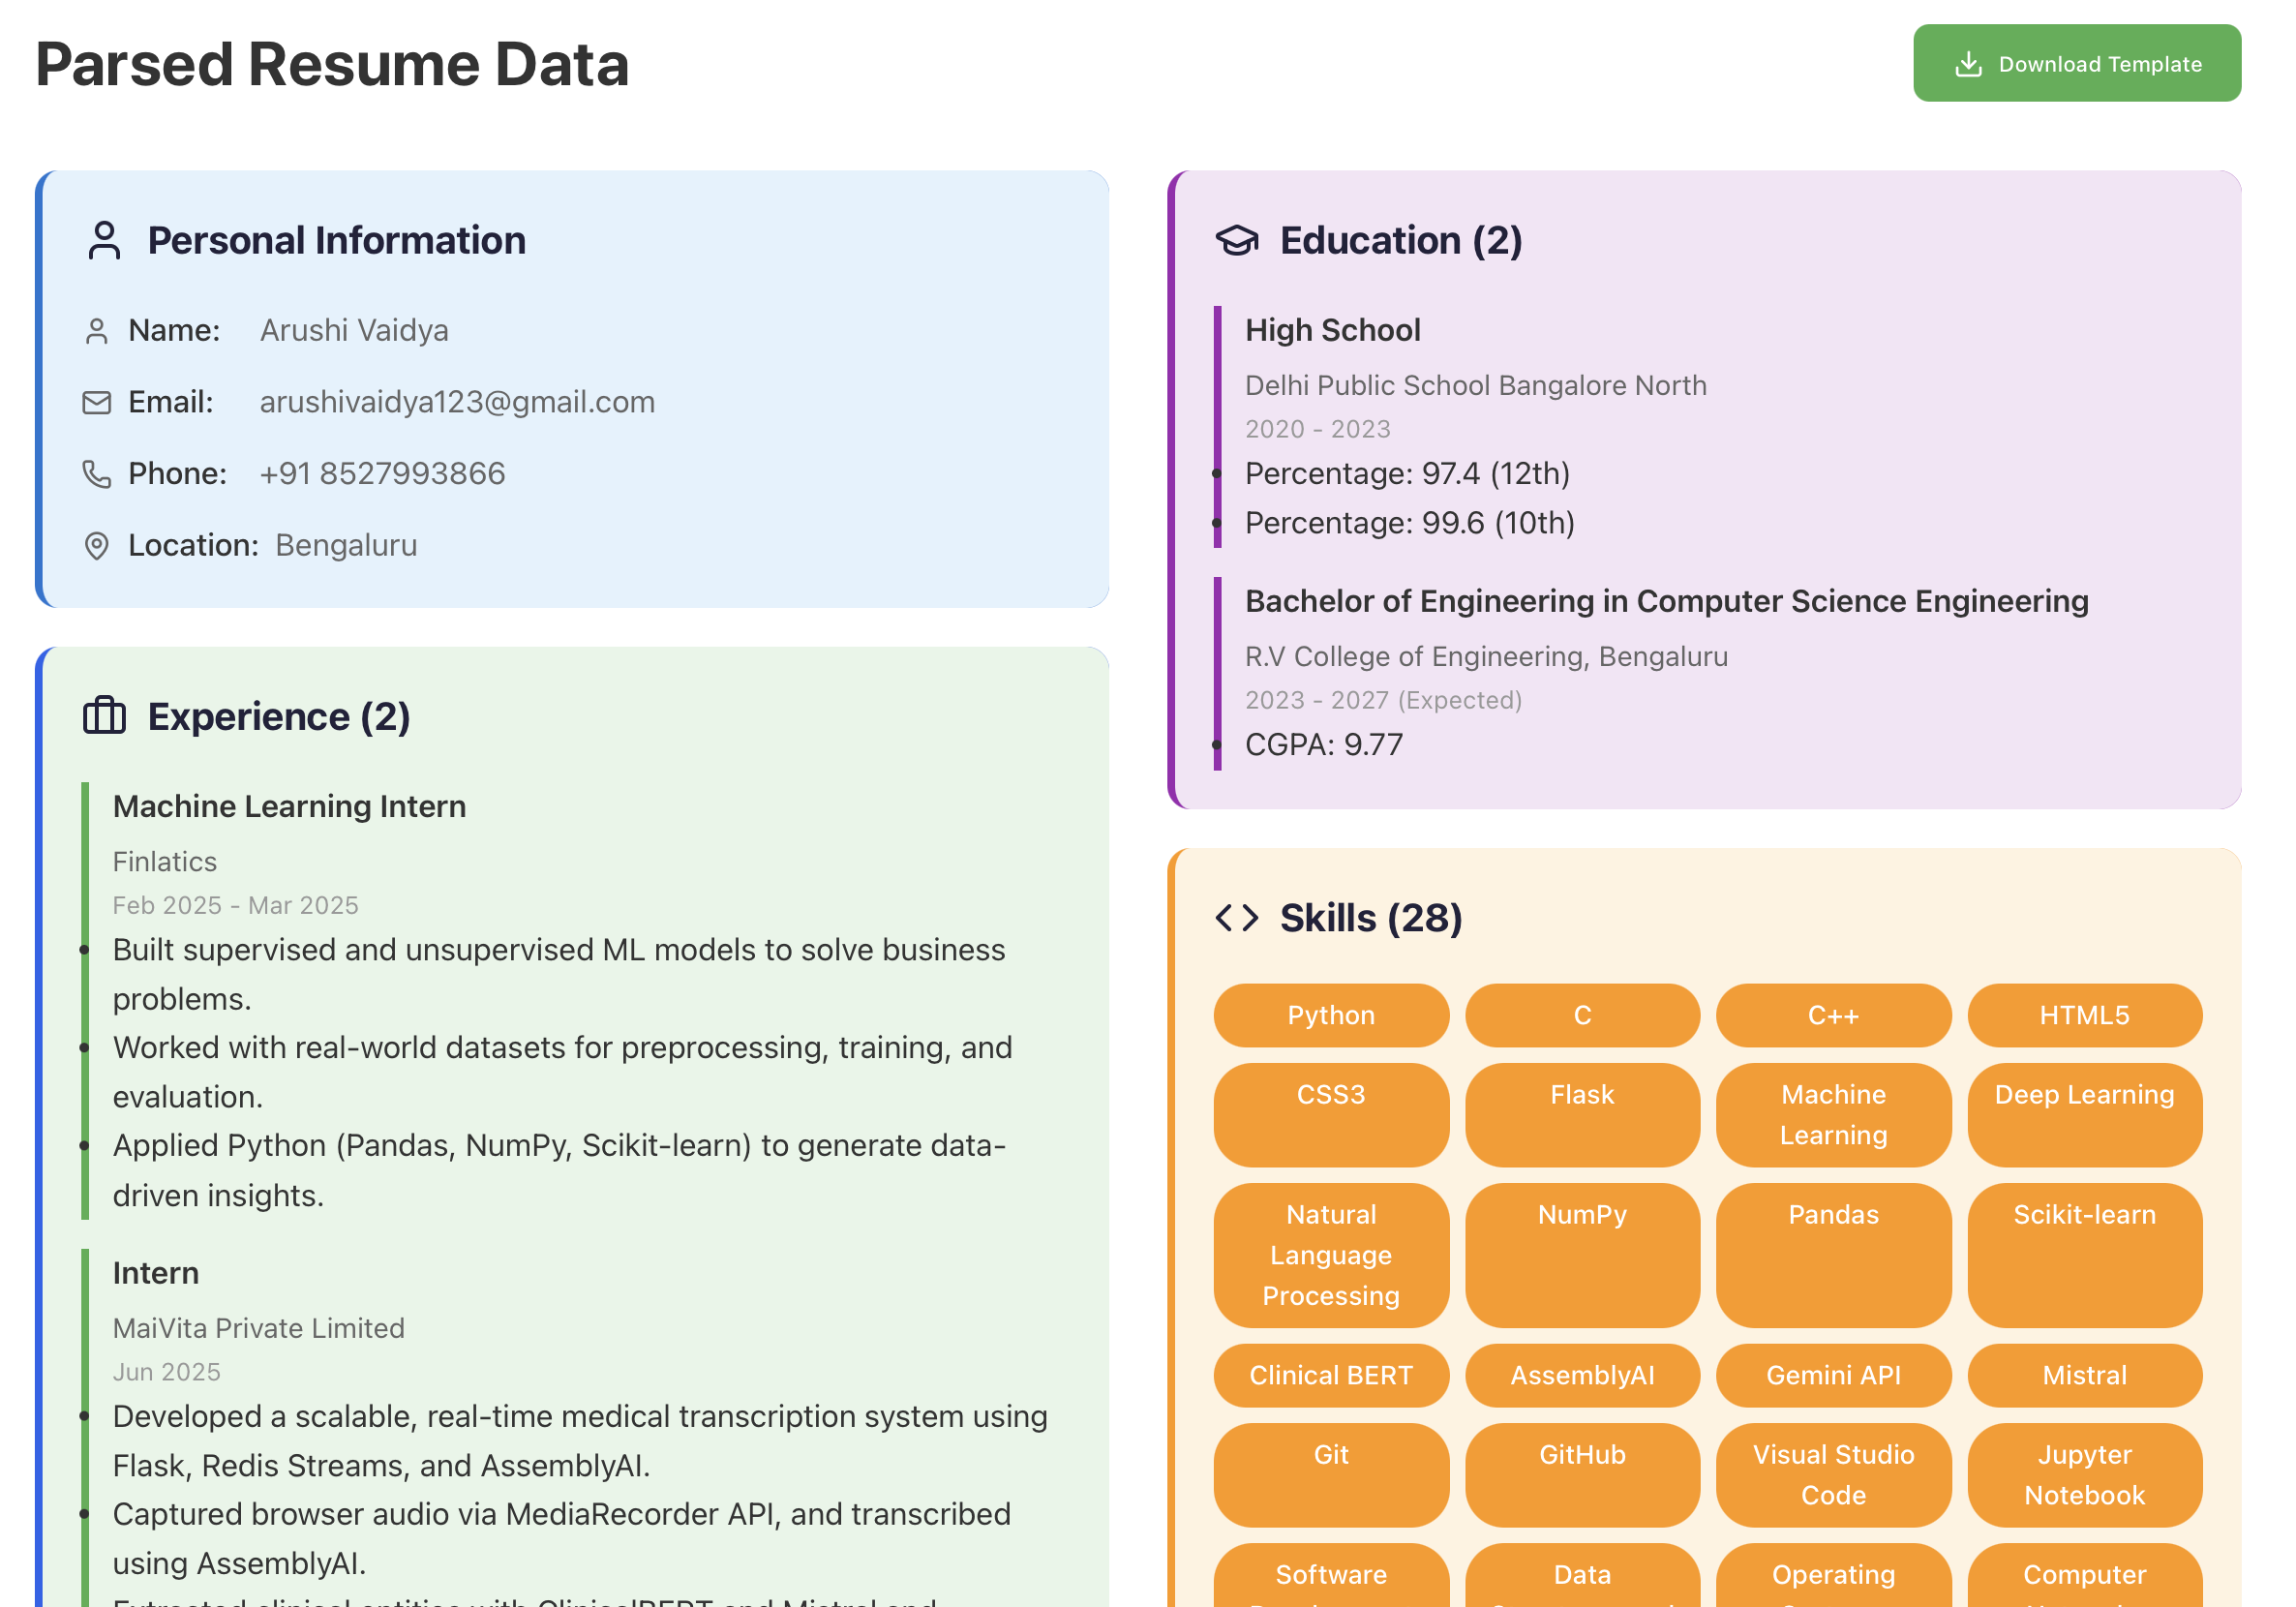 Parsed Resume Data
Download Template
Personal Information
Name: Arushi Vaidya
Email: arushivaidya123@gmail.com
Phone: +91 8527993866
Location: Bengaluru
Experience (2)
Machine Learning Intern
Finlatics
Feb 2025 - Mar 2025
• Built supervised and unsupervised ML models to solve business
problems.
• Worked with real-world datasets for preprocessing, training, and
evaluation.
• Applied Python (Pandas, NumPy, Scikit-learn) to generate data-
driven insights.
Intern
MaiVita Private Limited
Jun 2025
• Developed a scalable, real-time medical transcription system using
Flask, Redis Streams, and AssemblyAI.
• Captured browser audio via MediaRecorder API, and transcribed
using AssemblyAI.
Extracted clinical entities with ClinicalBERT and Mistral and
Education (2)
High School
Delhi Public School Bangalore North
2020 - 2023
• Percentage: 97.4 (12th)
• Percentage: 99.6 (10th)
Bachelor of Engineering in Computer Science Engineering
R.V College of Engineering, Bengaluru
2023 - 2027 (Expected)
• CGPA: 9.77
Skills (28)
Python
C
C++
HTML5
CSS3
Flask
Machine
Learning
Deep Learning
Natural
Language
Processing
NumPy
Pandas
Scikit-learn
Clinical BERT
AssemblyAI
Gemini API
Mistral
Git
GitHub
Visual Studio
Code
Jupyter
Notebook
Software
Data
Operating
Computer